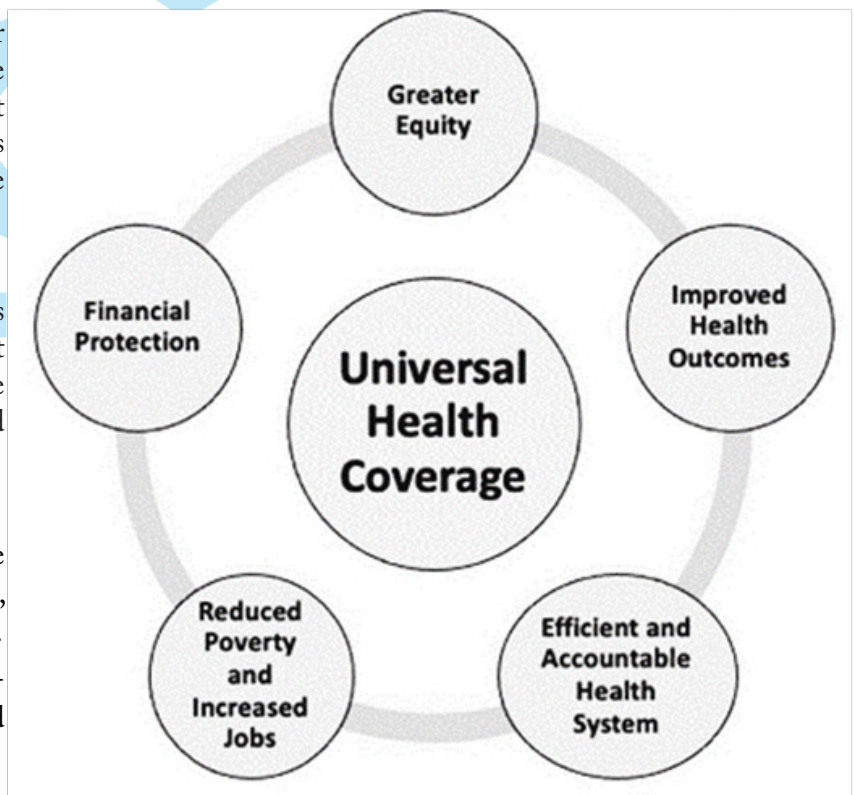 Greater
Equity
Improved
Health
Outcomes
Efficient and
Accountable
Health
System
Reduced
Poverty
and
Increased
Jobs
Financial
Protection
Universal
Health
Coverage